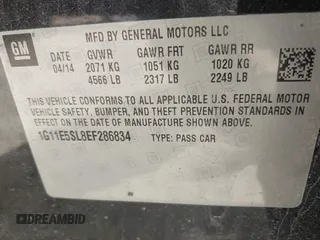 GM
MFD BY GENERAL MOTORS LLC
DATE GVWR GAWR FRT GAWR RR
04/14 2071 KG 1051 KG 1020 KG
4566 LB 2317 LB 2249 LB
THIS VEHICLE CONFORMS TO ALL APPLICABLE U.S. FEDERAL MOTOR
VEHICLE SAFETY, BUMPER, AND THEFT PREVENTION STANDARDS IN
EFFECT ON THE DATE OF MANUFACTURE SHOWN ABOVE.
1G11E5SL8EF286834 TYPE: PASS CAR
DREAMBID